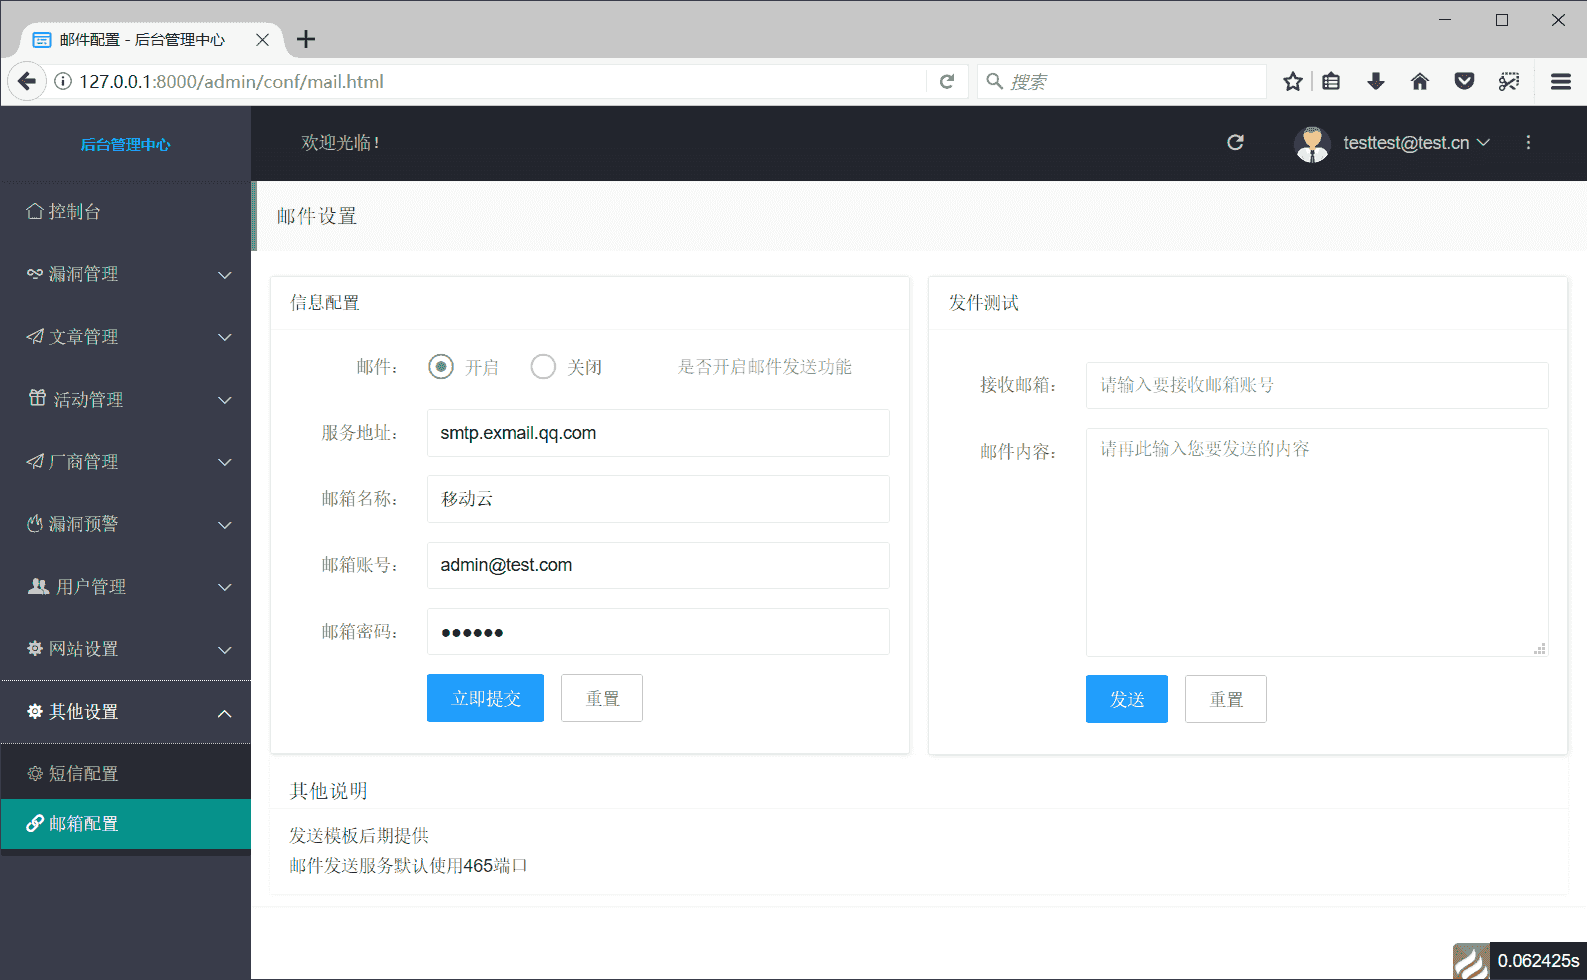 邮件配置 - 后台管理中心
127.0.0.1:8000/admin/conf/mail.html
搜索
后台管理中心
欢迎光临！
testtest@test.cn
控制台
漏洞管理
文章管理
活动管理
厂商管理
漏洞预警
用户管理
网站设置
其他设置
短信配置
邮箱配置
邮件设置
信息配置
邮件：
开启
关闭
是否开启邮件发送功能
服务地址：
smtp.exmail.qq.com
邮箱名称：
移动云
邮箱账号：
admin@test.com
邮箱密码：
●●●●●●
立即提交
重置
发件测试
接收邮箱：
请输入要接收邮箱账号
邮件内容：
请再此输入您要发送的内容
发送
重置
其他说明
发送模板后期提供
邮件发送服务默认使用465端口
0.062425s